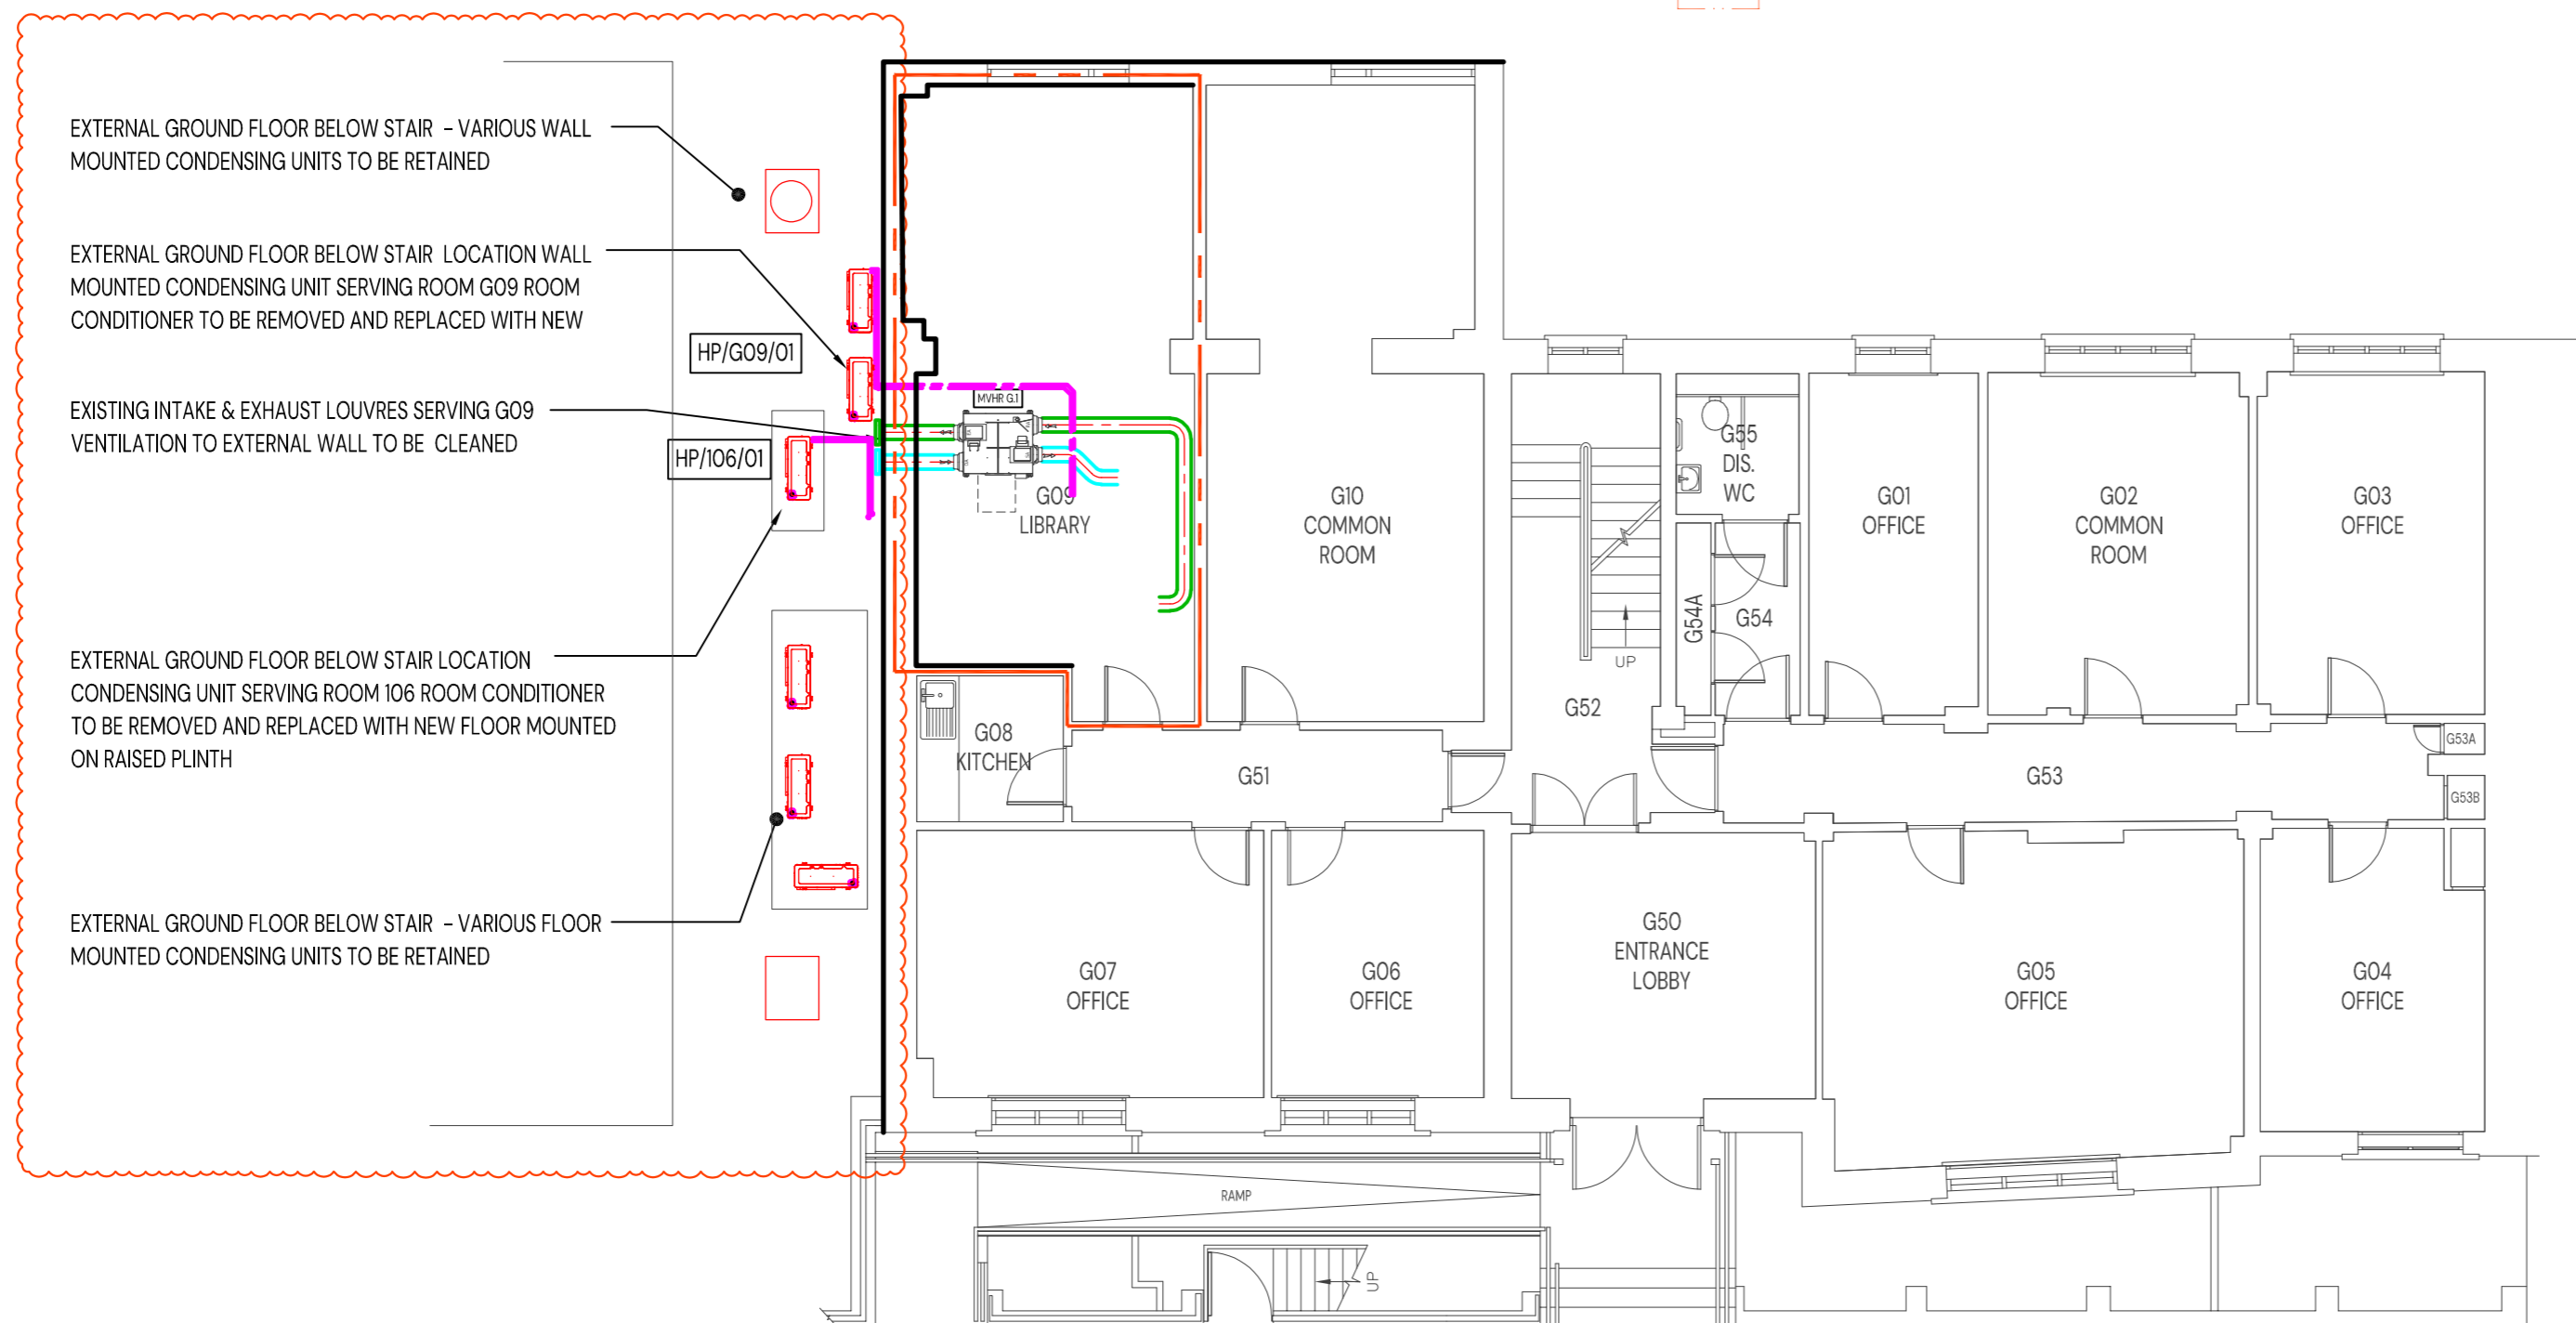 EXTERNAL GROUND FLOOR BELOW STAIR - VARIOUS WALL
MOUNTED CONDENSING UNITS TO BE RETAINED
EXTERNAL GROUND FLOOR BELOW STAIR LOCATION WALL
MOUNTED CONDENSING UNIT SERVING ROOM G09 ROOM
CONDITIONER TO BE REMOVED AND REPLACED WITH NEW
HP/G09/01
EXISTING INTAKE & EXHAUST LOUVRES SERVING G09
VENTILATION TO EXTERNAL WALL TO BE CLEANED
HP/106/01
EXTERNAL GROUND FLOOR BELOW STAIR LOCATION
CONDENSING UNIT SERVING ROOM 106 ROOM CONDITIONER
TO BE REMOVED AND REPLACED WITH NEW FLOOR MOUNTED
ON RAISED PLINTH
EXTERNAL GROUND FLOOR BELOW STAIR - VARIOUS FLOOR
MOUNTED CONDENSING UNITS TO BE RETAINED
MVHR G.1
G09
LIBRARY
G10
COMMON
ROOM
G55
DIS.
WC
G01
OFFICE
G02
COMMON
ROOM
G03
OFFICE
G54A
G54
UP
G52
G08
KITCHEN
G51
G53
G53A
G53B
G07
OFFICE
G06
OFFICE
G50
ENTRANCE
LOBBY
G05
OFFICE
G04
OFFICE
RAMP
UP